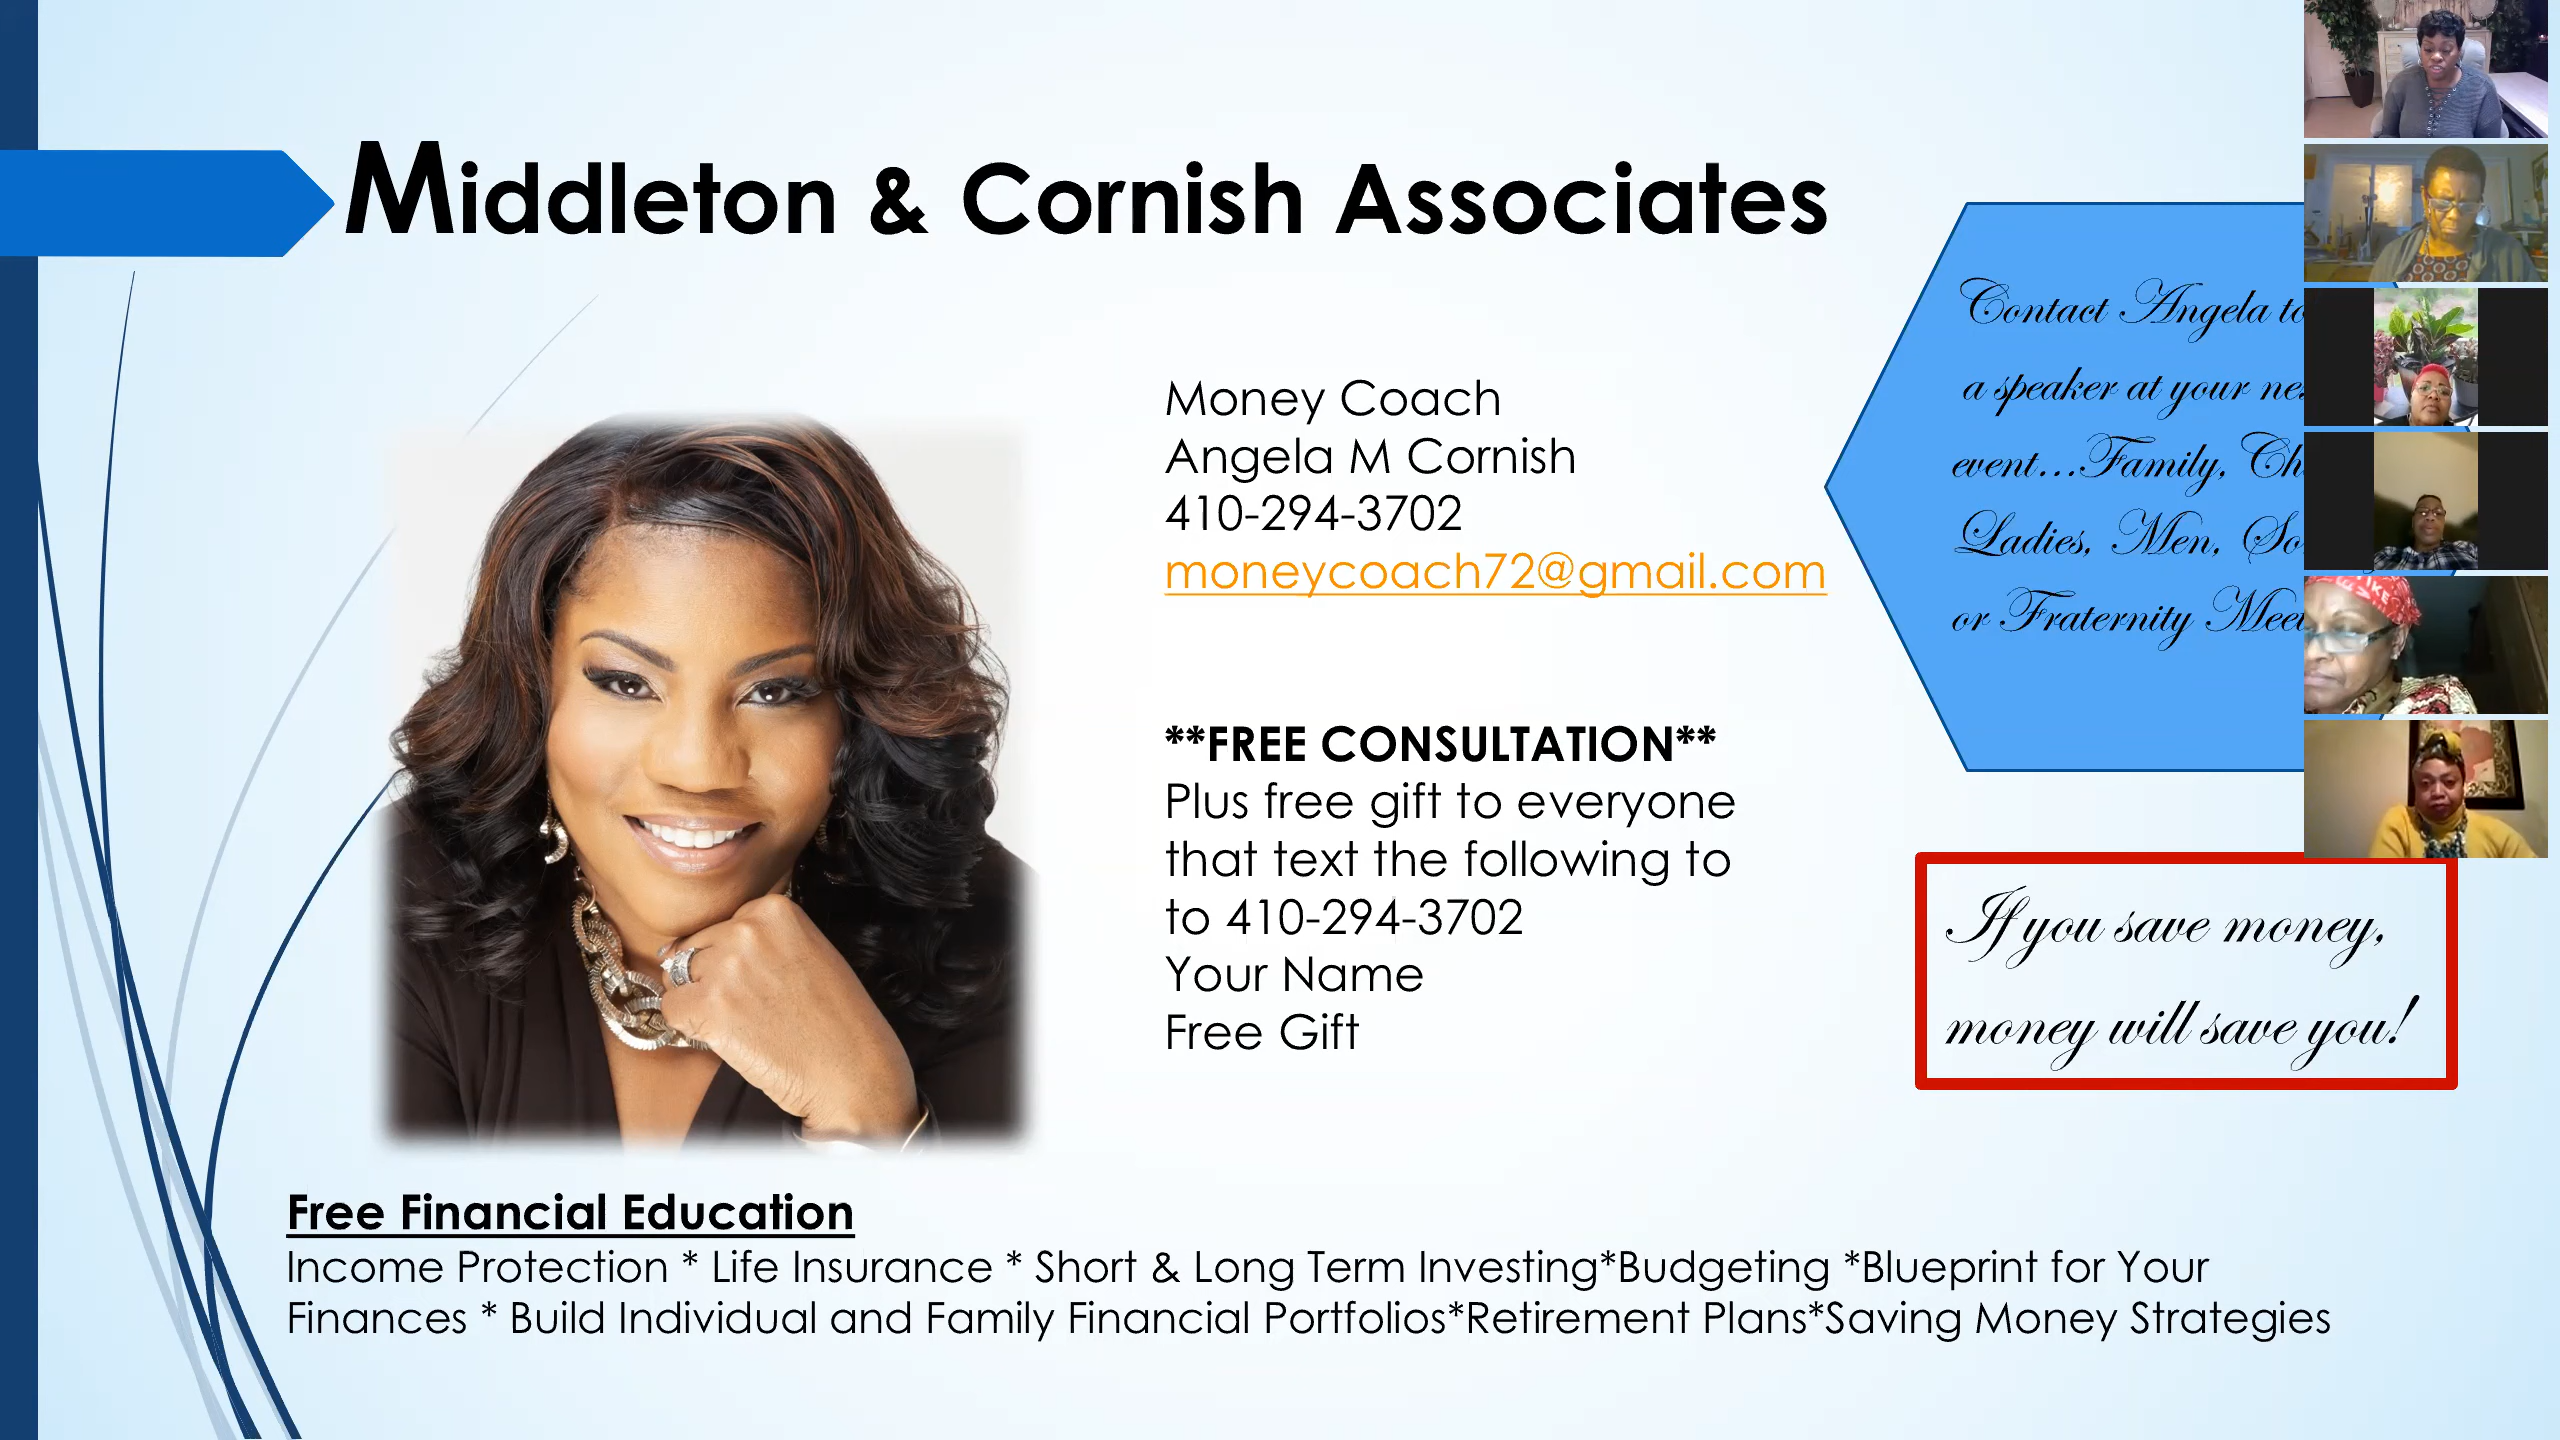 Middleton & Cornish Associates
Money Coach
Angela M Cornish
410-294-3702
moneycoach72@gmail.com
**FREE CONSULTATION**
Plus free gift to everyone
that text the following to
to 410-294-3702
Your Name
Free Gift
Contact Angela to
a speaker at your
event...Family,
Ladies, Men,
or Fraternity
If you save money,
money will save you!
Free Financial Education
Income Protection * Life Insurance * Short & Long Term Investing*Budgeting *Blueprint for Your
Finances * Build Individual and Family Financial Portfolios*Retirement Plans*Saving Money Strategies